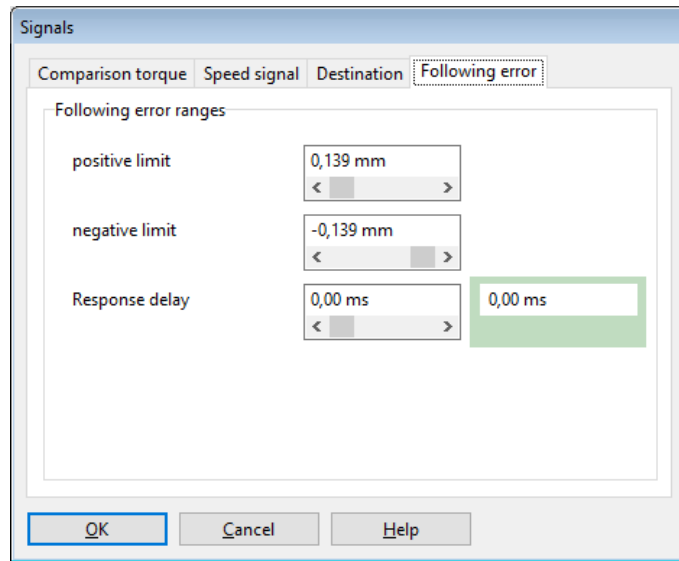 Signals
Comparison torque Speed signal Destination Following error
Following error ranges
positive limit 0,139 mm
negative limit -0,139 mm
Response delay 0,00 ms 0,00 ms
OK Cancel Help